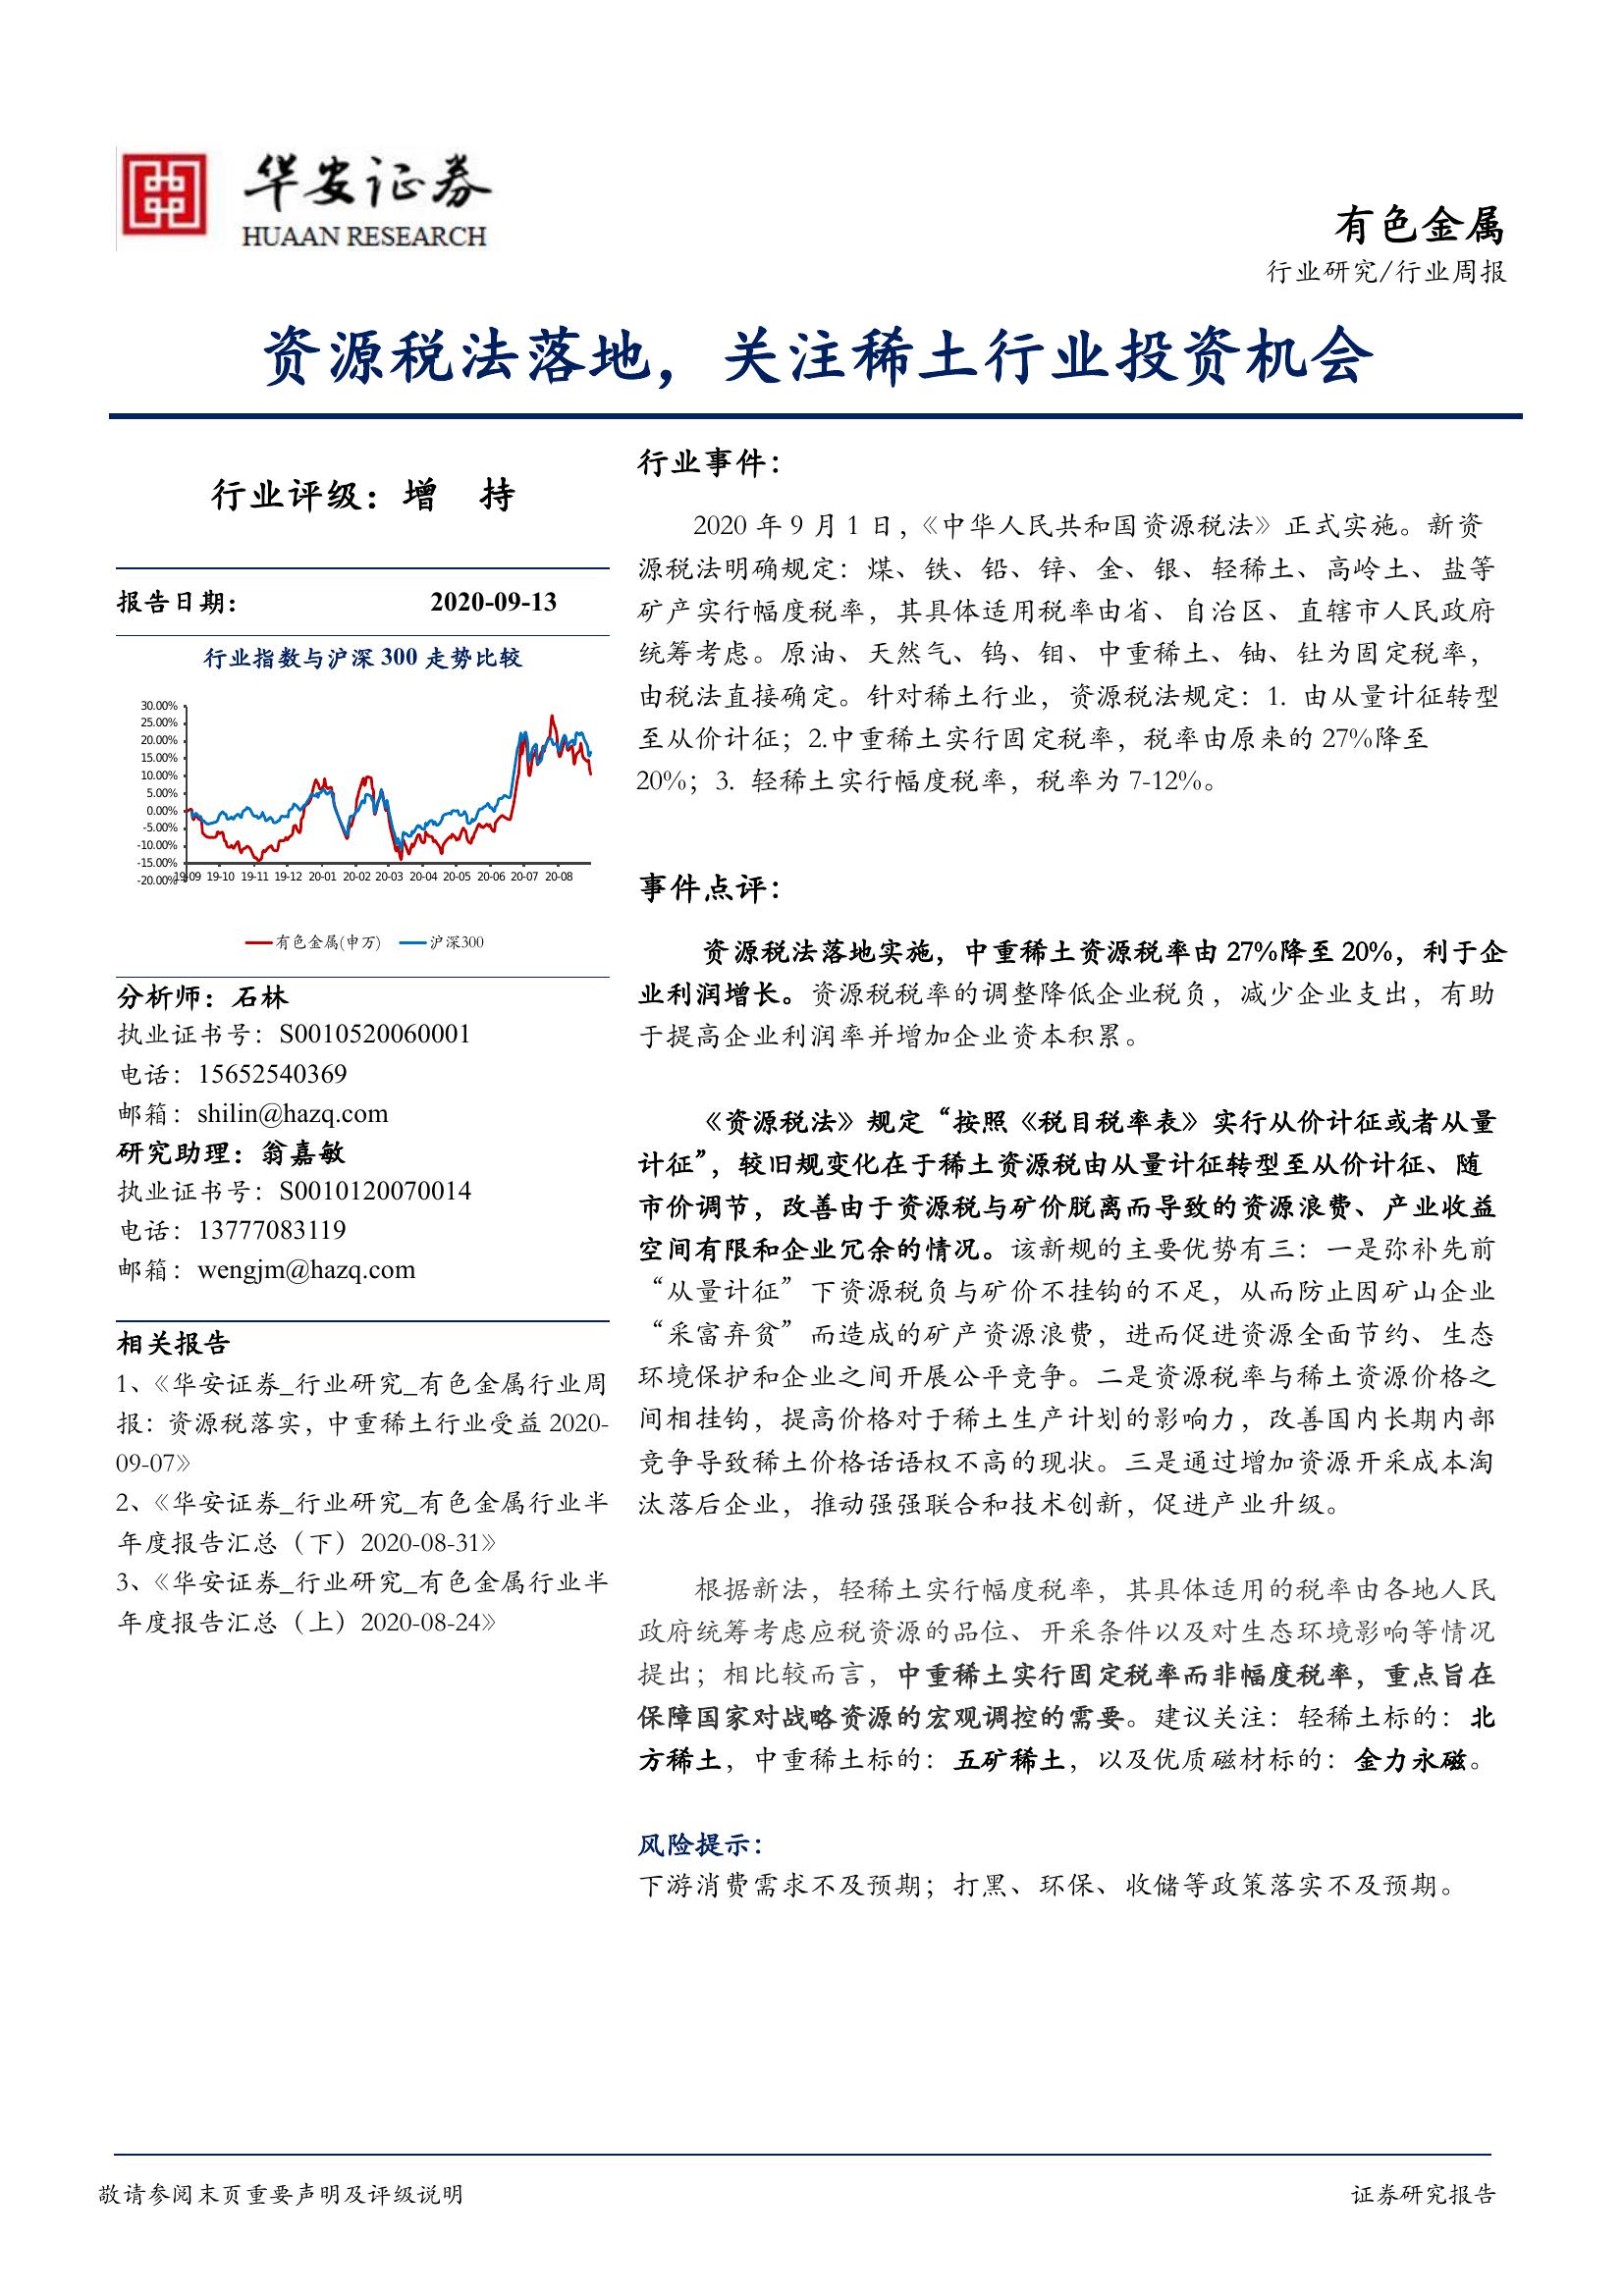 华安证券
HUAAN RESEARCH
有色金属
行业研究/行业周报
资源税法落地，关注稀土行业投资机会
行业评级：增 持
报告日期： 2020-09-13
行业指数与沪深 300 走势比较
30.00%
25.00%
20.00%
15.00%
10.00%
5.00%
0.00%
-5.00%
-10.00%
-15.00%
-20.00%
19-09 19-10 19-11 19-12 20-01 20-02 20-03 20-04 20-05 20-06 20-07 20-08
有色金属(申万) 沪深300
分析师：石林
执业证书号：S0010520060001
电话：15652540369
邮箱：shilin@hazq.com
研究助理：翁嘉敏
执业证书号：S0010120070014
电话：13777083119
邮箱：wengjm@hazq.com
相关报告
1、《华安证券_行业研究_有色金属行业周
报：资源税落实，中重稀土行业受益 2020-
09-07》
2、《华安证券_行业研究_有色金属行业半
年度报告汇总（下）2020-08-31》
3、《华安证券_行业研究_有色金属行业半
年度报告汇总（上）2020-08-24》
行业事件：
2020 年 9 月 1 日，《中华人民共和国资源税法》正式实施。新资
源税法明确规定：煤、铁、铅、锌、金、银、轻稀土、高岭土、盐等
矿产实行幅度税率，其具体适用税率由省、自治区、直辖市人民政府
统筹考虑。原油、天然气、钨、钼、中重稀土、铀、钍为固定税率，
由税法直接确定。针对稀土行业，资源税法规定：1. 由从量计征转型
至从价计征；2.中重稀土实行固定税率，税率由原来的 27%降至
20%；3. 轻稀土实行幅度税率，税率为 7-12%。
事件点评：
资源税法落地实施，中重稀土资源税率由 27%降至 20%，利于企
业利润增长。资源税税率的调整降低企业税负，减少企业支出，有助
于提高企业利润率并增加企业资本积累。
《资源税法》规定“按照《税目税率表》实行从价计征或者从量
计征”，较旧规变化在于稀土资源税由从量计征转型至从价计征、随
市价调节，改善由于资源税与矿价脱离而导致的资源浪费、产业收益
空间有限和企业冗余的情况。该新规的主要优势有三：一是弥补先前
“从量计征”下资源税负与矿价不挂钩的不足，从而防止因矿山企业
“采富弃贫”而造成的矿产资源浪费，进而促进资源全面节约、生态
环境保护和企业之间开展公平竞争。二是资源税率与稀土资源价格之
间相挂钩，提高价格对于稀土生产计划的影响力，改善国内长期内部
竞争导致稀土价格话语权不高的现状。三是通过增加资源开采成本淘
汰落后企业，推动强强联合和技术创新，促进产业升级。
根据新法，轻稀土实行幅度税率，其具体适用的税率由各地人民
政府统筹考虑应税资源的品位、开采条件以及对生态环境影响等情况
提出；相比较而言，中重稀土实行固定税率而非幅度税率，重点旨在
保障国家对战略资源的宏观调控的需要。建议关注：轻稀土标的：北
方稀土，中重稀土标的：五矿稀土，以及优质磁材标的：金力永磁。
风险提示：
下游消费需求不及预期；打黑、环保、收储等政策落实不及预期。
敬请参阅末页重要声明及评级说明 证券研究报告